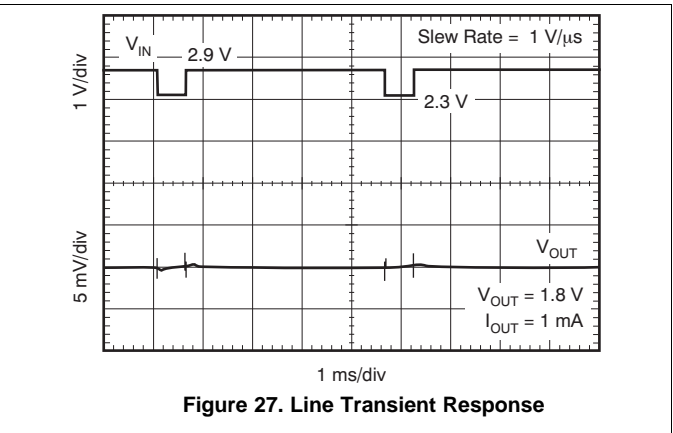 V_IN
2.9 V
Slew Rate = 1 V/μs
1 V/div
2.3 V
V_OUT
5 mV/div
V_OUT = 1.8 V
I_OUT = 1 mA
1 ms/div
Figure 27. Line Transient Response